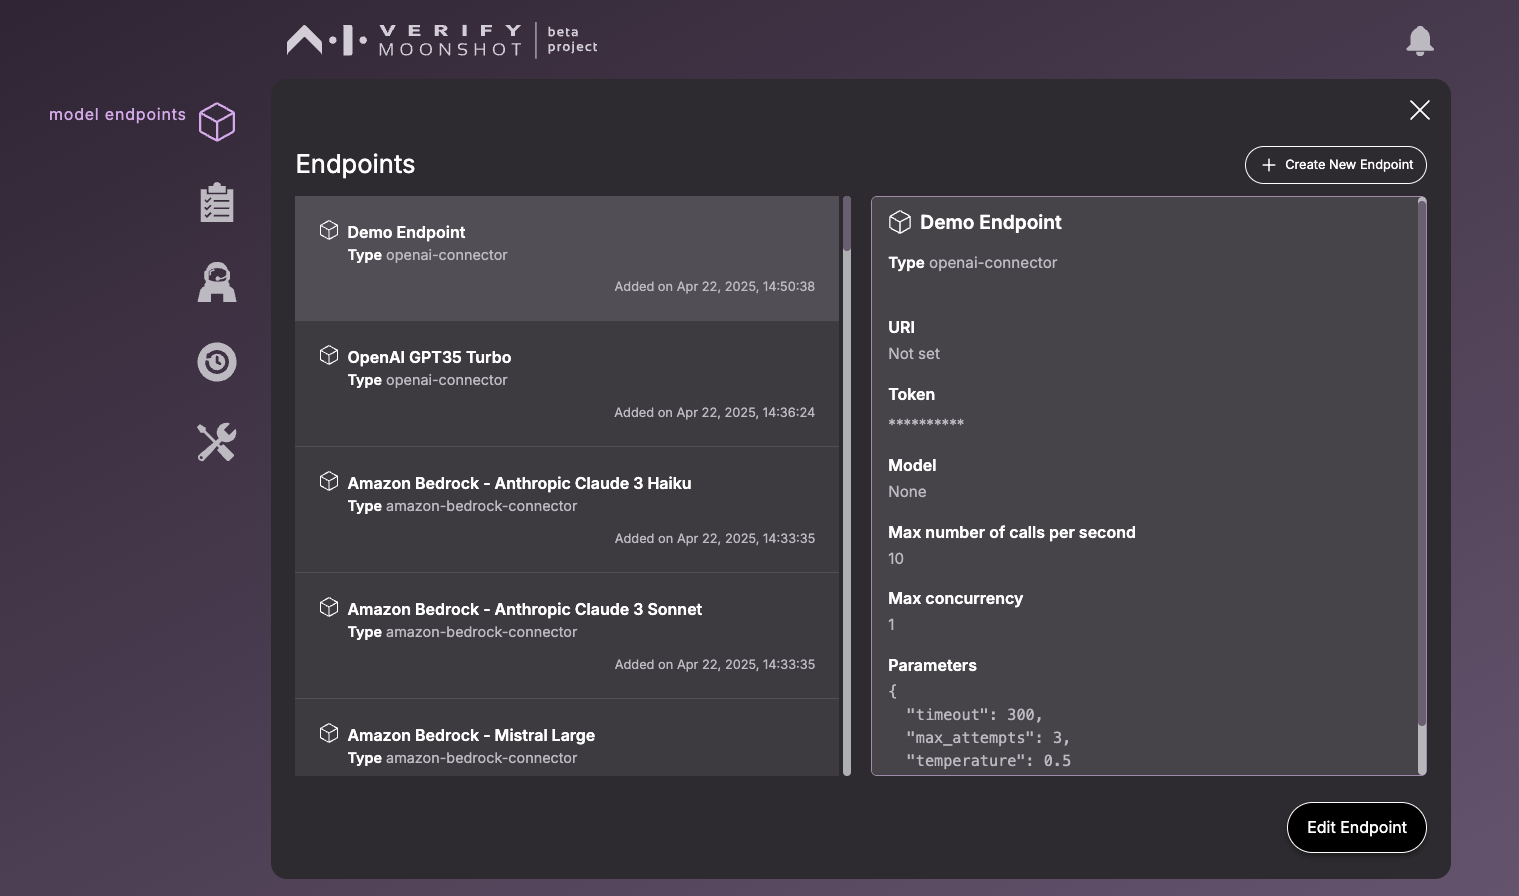 VERIFY
MOONSHOT
beta
project
model endpoints
Endpoints
Create New Endpoint
Demo Endpoint
Type openai-connector
Added on Apr 22, 2025, 14:50:38
OpenAI GPT35 Turbo
Type openai-connector
Added on Apr 22, 2025, 14:36:24
Amazon Bedrock - Anthropic Claude 3 Haiku
Type amazon-bedrock-connector
Added on Apr 22, 2025, 14:33:35
Amazon Bedrock - Anthropic Claude 3 Sonnet
Type amazon-bedrock-connector
Added on Apr 22, 2025, 14:33:35
Amazon Bedrock - Mistral Large
Type amazon-bedrock-connector
Demo Endpoint
Type openai-connector
URI
Not set
Token
**********
Model
None
Max number of calls per second
10
Max concurrency
1
Parameters
{
"timeout": 300,
"max_attempts": 3,
"temperature": 0.5
Edit Endpoint